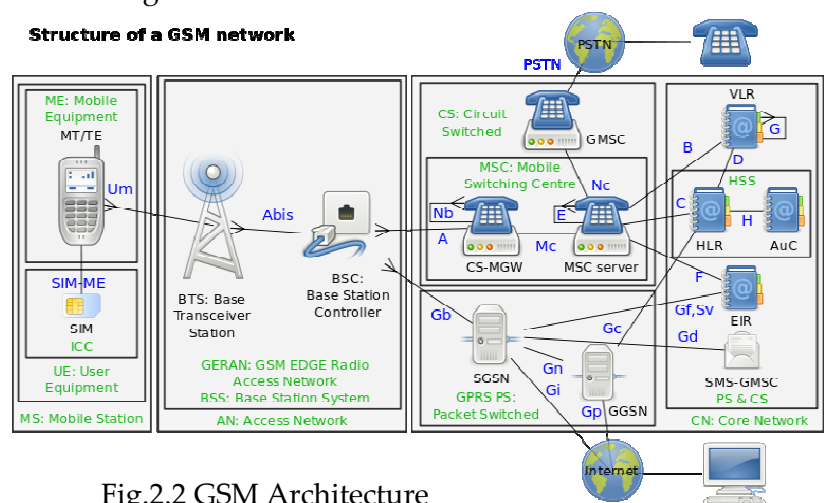 Structure of a GSM network
PSTN
PSTN
ME: Mobile
Equipment
MT/TE
Um
SIM-ME
SIM
ICC
UE: User
Equipment
MS: Mobile Station
Abis
BTS: Base
Transceiver
Station
BSC:
Base Station
Controller
GERAN: GSM EDGE Radio
Access Network
BSS: Base Station System
AN: Access Network
CS: Circuit
Switched
GMSC
MSC: Mobile
Switching Centre
Nc
Nb
E
A
Mc
CS-MGW
MSC server
VLR
B
G
D
HSS
C
H
HLR
AuC
F
EIR
Gf,Sv
Gb
Gc
Gd
SGSN
Gn
Gi
GPRS PS:
Packet Switched
Gp
GGSN
SMS-GMSC
PS & CS
CN: Core Network
Internet
Fig.2.2 GSM Architecture